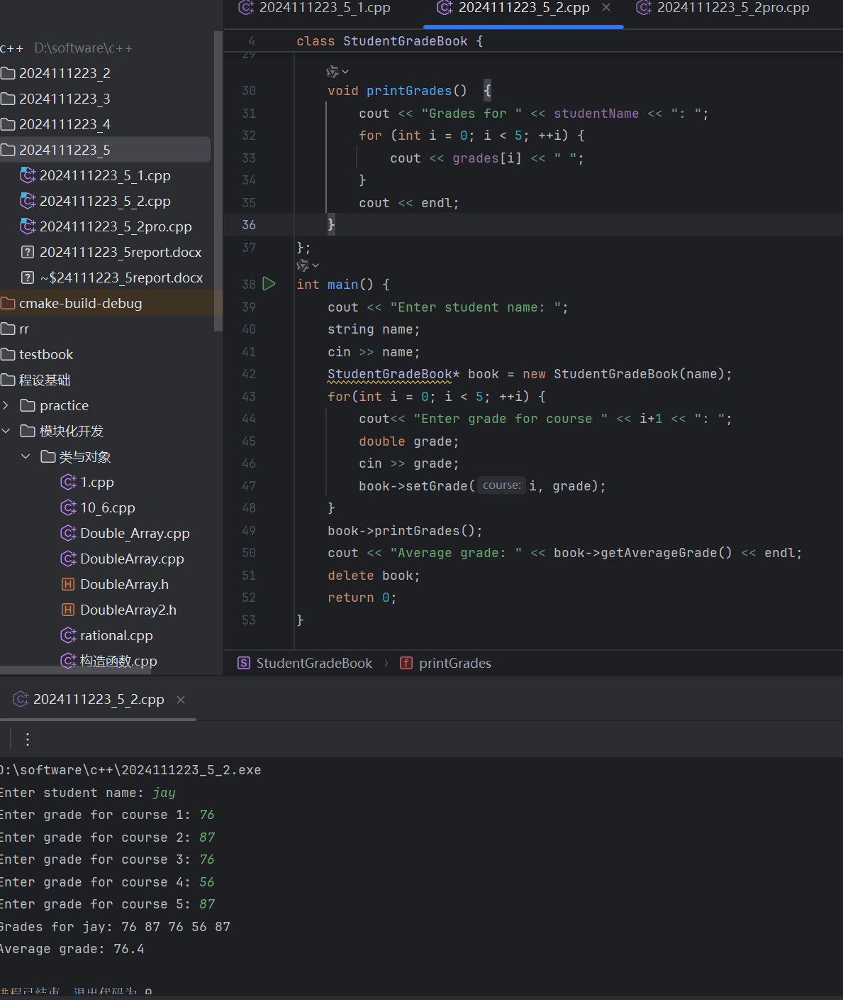 2024111223_5_1.cpp
2024111223_5_2.cpp
2024111223_5_2pro.cpp
c++ D:\software\c++
2024111223_2
2024111223_3
2024111223_4
2024111223_5
2024111223_5_1.cpp
2024111223_5_2.cpp
2024111223_5_2pro.cpp
2024111223_5report.docx
~$24111223_5report.docx
cmake-build-debug
rr
testbook
程设基础
practice
模块化开发
类与对象
1.cpp
10_6.cpp
Double_Array.cpp
DoubleArray.cpp
DoubleArray.h
DoubleArray2.h
rational.cpp
构造函数.cpp
4 class StudentGradeBook {
29
30 void printGrades() {
31 cout << "Grades for " << studentName << ": ";
32 for (int i = 0; i < 5; ++i) {
33 cout << grades[i] << " ";
34 }
35 cout << endl;
36 }
37 };
38 int main() {
39 cout << "Enter student name: ";
40 string name;
41 cin >> name;
42 StudentGradeBook* book = new StudentGradeBook(name);
43 for(int i = 0; i < 5; ++i) {
44 cout<< "Enter grade for course " << i+1 << ": ";
45 double grade;
46 cin >> grade;
47 book->setGrade( course: i, grade);
48 }
49 book->printGrades();
50 cout << "Average grade: " << book->getAverageGrade() << endl;
51 delete book;
52 return 0;
53 }
StudentGradeBook › printGrades
2024111223_5_2.cpp
D:\software\c++\2024111223_5_2.exe
Enter student name: jay
Enter grade for course 1: 76
Enter grade for course 2: 87
Enter grade for course 3: 76
Enter grade for course 4: 56
Enter grade for course 5: 87
Grades for jay: 76 87 76 56 87
Average grade: 76.4
进程已结束，退出代码为 0